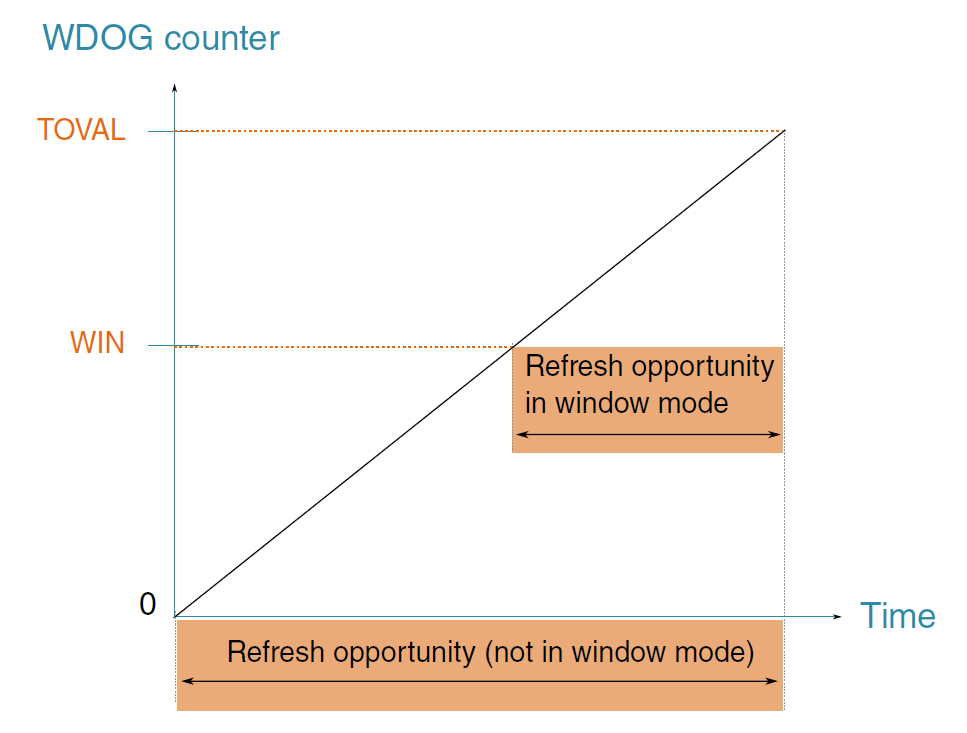 WDOG counter
TOVAL
WIN
Refresh opportunity
in window mode
0
Time
Refresh opportunity (not in window mode)